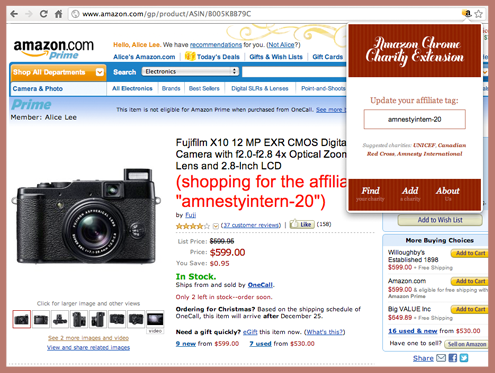 www.amazon.com/gp/product/ASIN/B005K8B79C
amazon.com
Prime
Hello, Alice Lee. We have recommendations for you. (Not Alice?)
Alice's Amazon.com
Today's Deals
Gifts & Wish Lists
Gift Cards
Shop All Departments
Search
Electronics
Camera & Photo
All Electronics
Brands
Best Sellers
Digital SLRs & Lenses
Point-and-Shoots
Prime
This item is not eligible for Amazon Prime when purchased from OneCall. See more
Member: Alice Lee
Amazon Chrome
Charity Extension
Update your affiliate tag:
amnestyintern-20
Suggested charities: UNICEF, Canadian
Red Cross, Amnesty International
Find
your charity
Add
a charity
About
Us
Fujifilm X10 12 MP EXR CMOS Digita
Camera with f2.0-f2.8 4x Optical Zoom
Lens and 2.8-Inch LCD
(shopping for the affilia
"amnestyintern-20")
by Fuji
(37 customer reviews)
Like
(158)
List Price: $599.95
Price: $599.00
You Save: $0.95
In Stock.
Ships from and sold by OneCall.
Only 2 left in stock--order soon.
Ordering for Christmas? Based on the shipping schedule of
OneCall, this item will arrive after December 25.
Need a gift quickly? eGift this item now. (What's this?)
9 new from $599.00
7 used from $530.00
Click for larger image and other views
video
See 2 more images and video
View and share related images
Add to Wish List
More Buying Choices
Willoughby's
Established 1898
$599.00 + Free Shipping
Add to Cart
Amazon.com
$599.00 & eligible for free shipping with
Amazon Prime
Add to Cart
Big VALUE Inc
$649.89 + Free Shipping
Add to Cart
16 used & new from $530.00
Have one to sell?
Sell on Amazon
Share